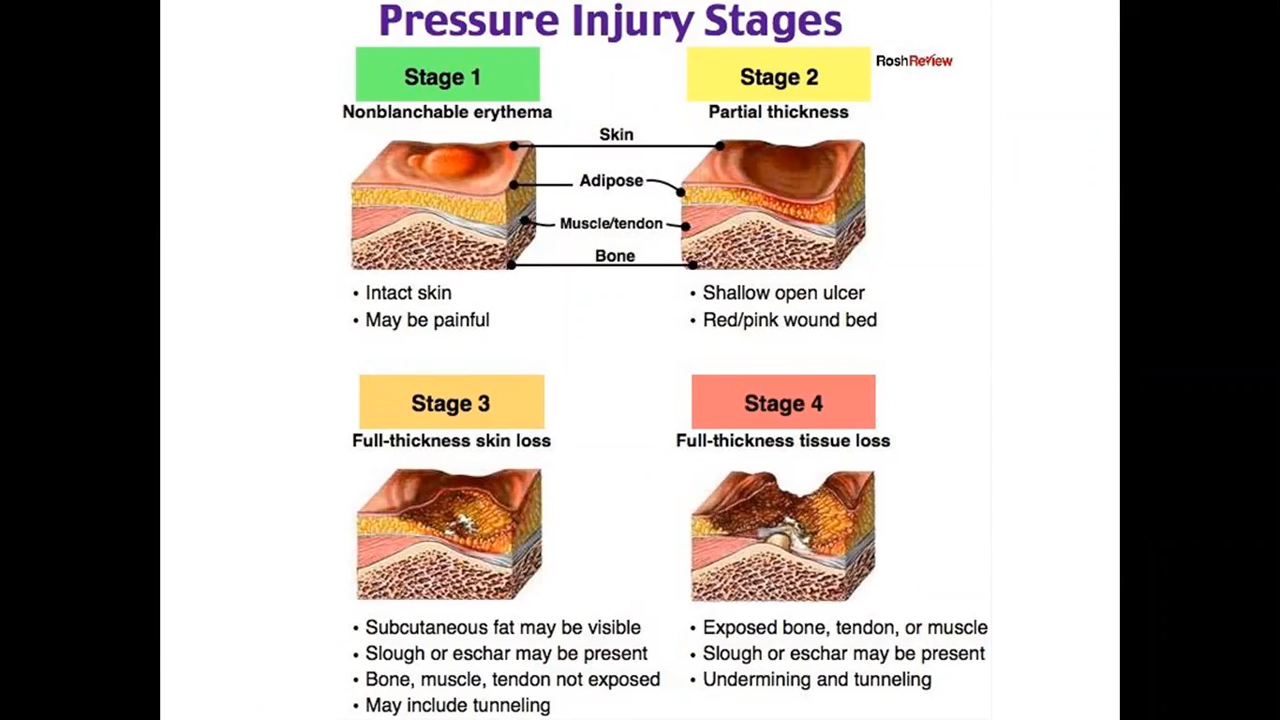 Pressure Injury Stages
RoshReview
Stage 1
Nonblanchable erythema
Stage 2
Partial thickness
Skin
Adipose
Muscle/tendon
Bone
• Intact skin
• May be painful
• Shallow open ulcer
• Red/pink wound bed
Stage 3
Full-thickness skin loss
Stage 4
Full-thickness tissue loss
• Subcutaneous fat may be visible
• Slough or eschar may be present
• Bone, muscle, tendon not exposed
• May include tunneling
• Exposed bone, tendon, or muscle
• Slough or eschar may be present
• Undermining and tunneling